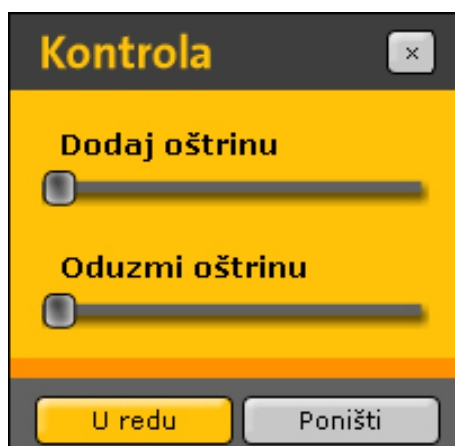 Kontrola
×
Dodaj oštrinu
Oduzmi oštrinu
U redu
Poništi